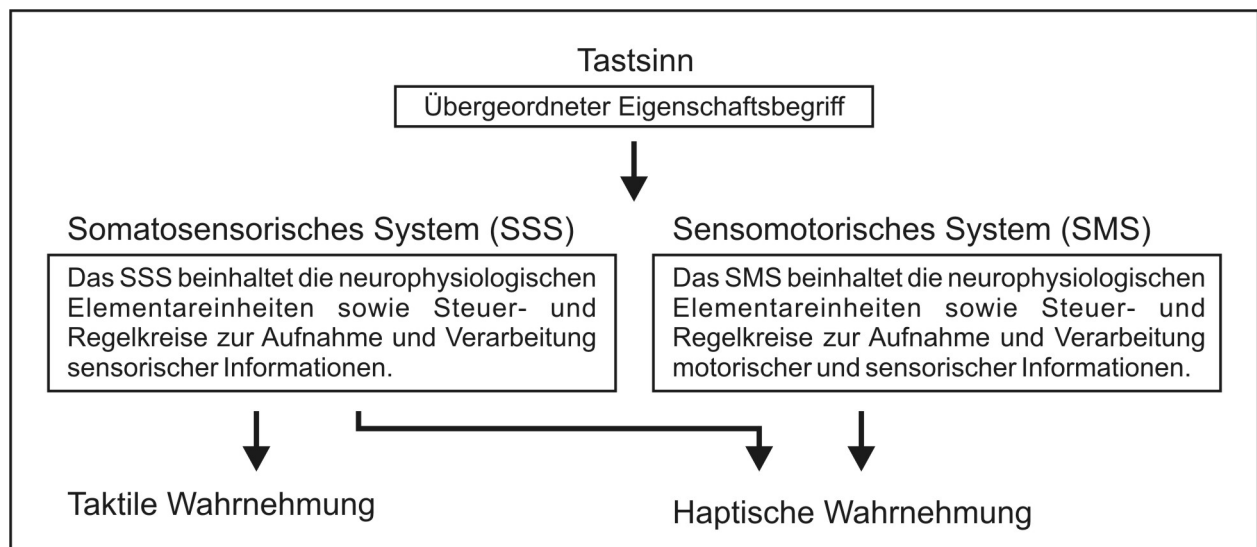 Tastsinn
Übergeordneter Eigenschaftsbegriff
Somatosensorisches System (SSS)
Das SSS beinhaltet die neurophysiologischen
Elementareinheiten sowie Steuer- und
Regelkreise zur Aufnahme und Verarbeitung
sensorischer Informationen.
Sensomotorisches System (SMS)
Das SMS beinhaltet die neurophysiologischen
Elementareinheiten sowie Steuer- und
Regelkreise zur Aufnahme und Verarbeitung
motorischer und sensorischer Informationen.
Taktile Wahrnehmung
Haptische Wahrnehmung